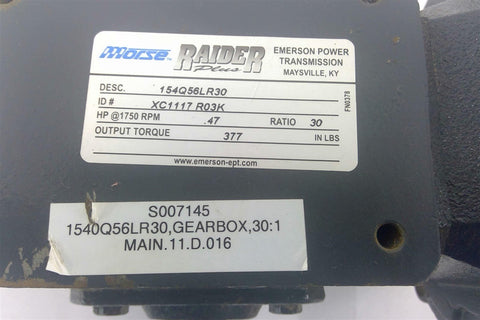 Morse RAIDER Plus EMERSON POWER TRANSMISSION MAYSVILLE, KY
DESC. 154Q56LR30
ID # XC1117 R03K
HP @1750 RPM .47 RATIO 30
OUTPUT TORQUE 377 IN LBS
www.emerson-ept.com
FN0378
S007145
1540Q56LR30,GEARBOX,30:1
MAIN.11.D.016